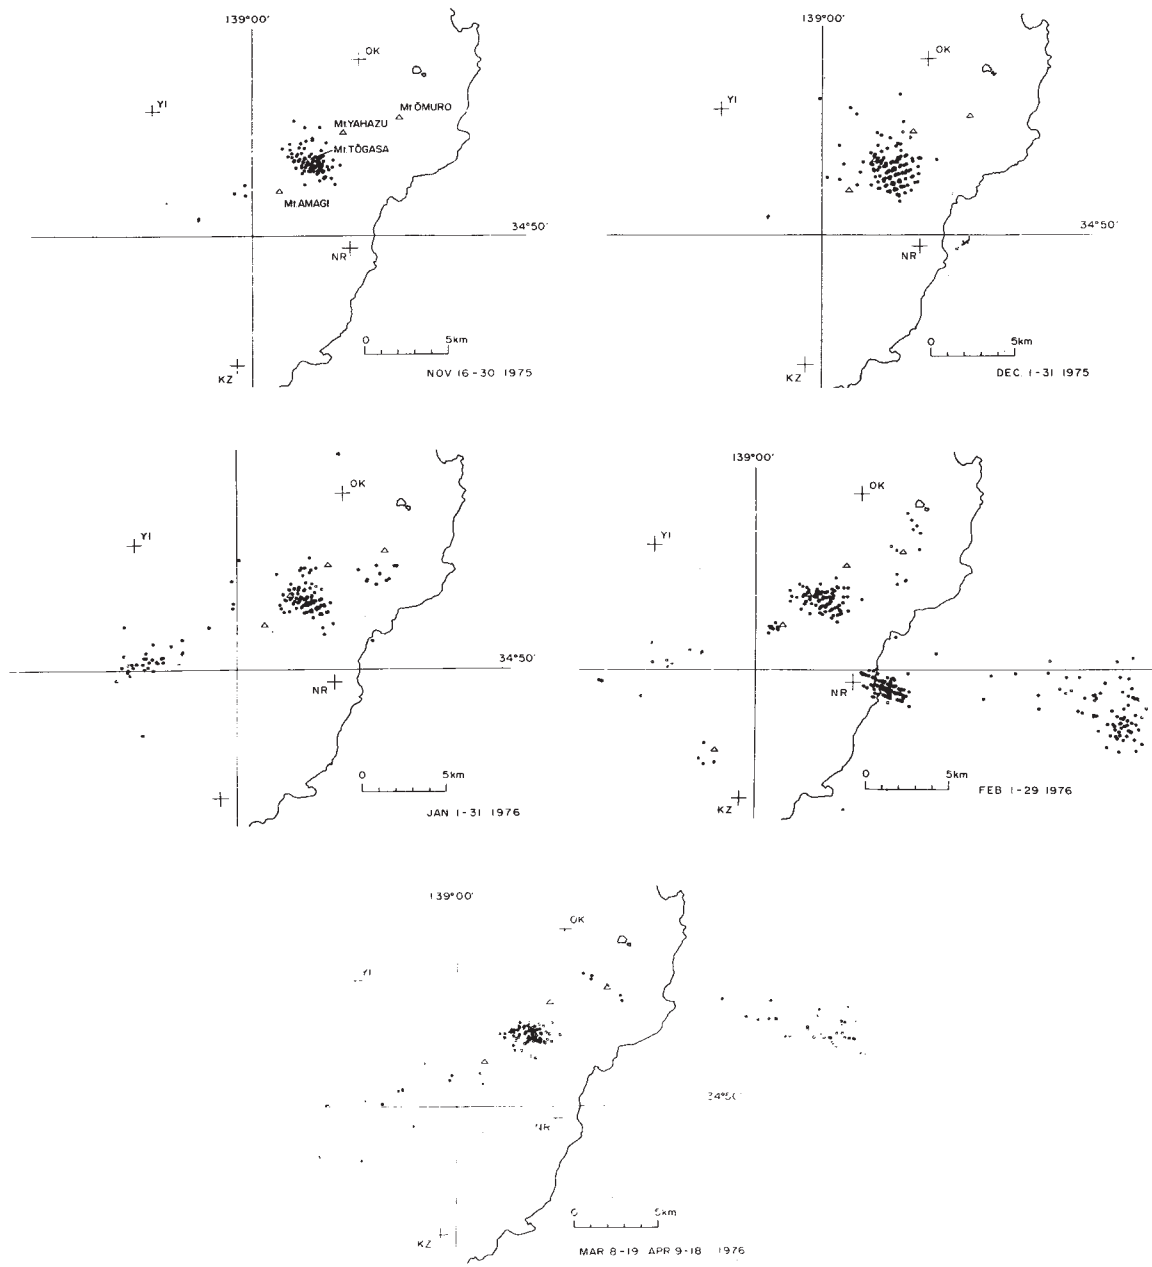 139°00'
OK
YI
Mt.ŌMURO
Mt.YAHAZU
Mt.TŌGASA
Mt.AMAGI
34°50'
NR
0 5km
KZ
NOV 16-30 1975
139°00'
OK
YI
34°50'
NR
0 5km
KZ
DEC. 1-31 1975
OK
YI
34°50'
NR
0 5km
JAN 1-31 1976
139°00'
OK
YI
NR
0 5km
KZ
FEB 1-29 1976
139°00'
OK
YI
34°50'
NR
0 5km
KZ
MAR 8-19 APR 9-18 1976